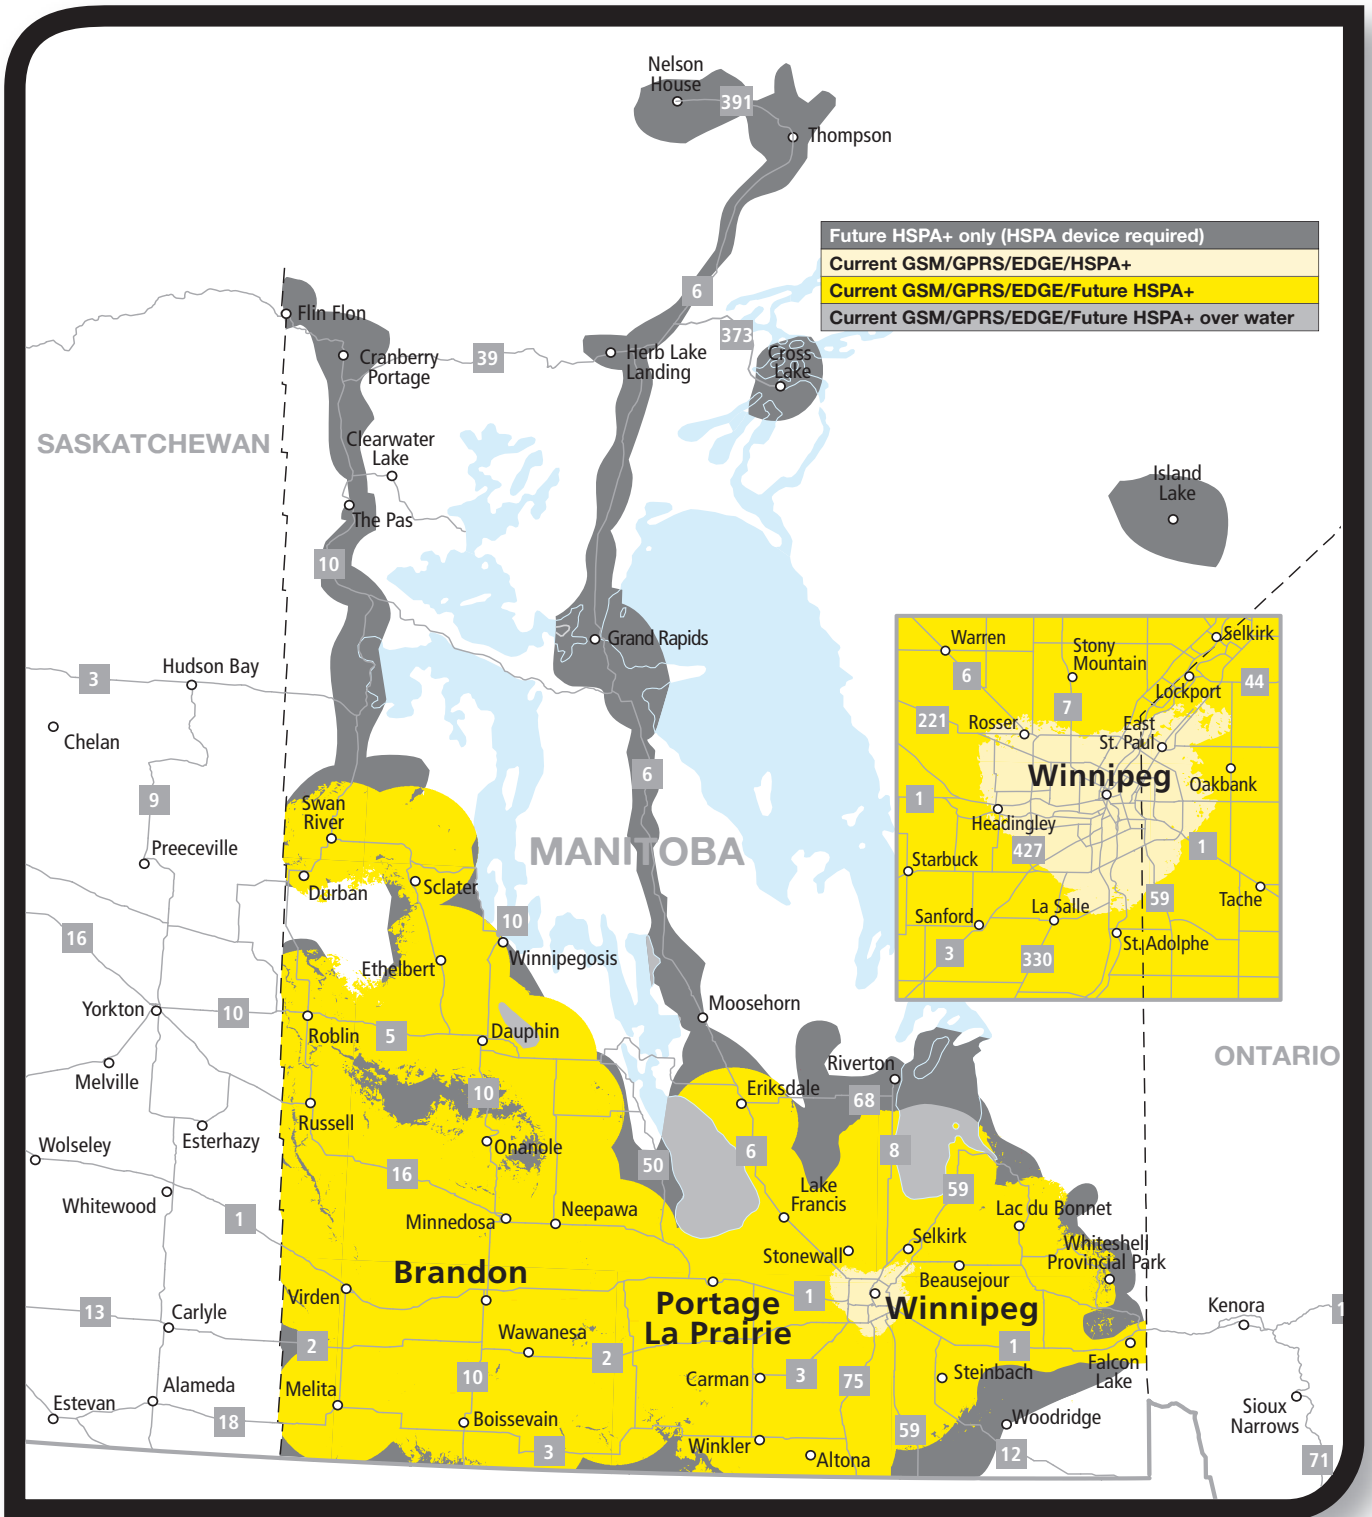 Nelson
House
391
Thompson
Future HSPA+ only (HSPA device required)
Current GSM/GPRS/EDGE/HSPA+
Current GSM/GPRS/EDGE/Future HSPA+
Current GSM/GPRS/EDGE/Future HSPA+ over water
6
Flin Flon
373
Cranberry
Portage
39
Herb Lake
Landing
Cross
Lake
SASKATCHEWAN
Clearwater
Lake
Island
Lake
The Pas
10
Grand Rapids
Warren
Stony
Mountain
Selkirk
6
Lockport
44
7
221
Rosser
East
St. Paul
Winnipeg
Oakbank
1
Headingley
427
1
Starbuck
Tache
59
La Salle
Sanford
St. Adolphe
3
330
Hudson Bay
3
Chelan
6
9
Swan
River
MANITOBA
Preeceville
Durban
Sclater
10
16
Winnipegosis
Ethelbert
Yorkton
10
Moosehorn
Roblin
5
Dauphin
ONTARIO
Melville
Riverton
10
Eriksdale
68
Russell
Esterhazy
Onanole
Wolseley
6
8
50
16
59
Whitewood
Lake
Francis
Lac du Bonnet
1
Minnedosa
Neepawa
Selkirk
Stonewall
Whiteshell
Provincial Park
Brandon
Beausejour
Virden
Portage
La Prairie
1
Winnipeg
13
Carlyle
Kenora
1
Wawanesa
2
2
1
Falcon
Lake
10
Carman
3
75
Steinbach
Alameda
Melita
Estevan
Sioux
Narrows
18
Boissevain
Woodridge
59
3
Winkler
Altona
12
71